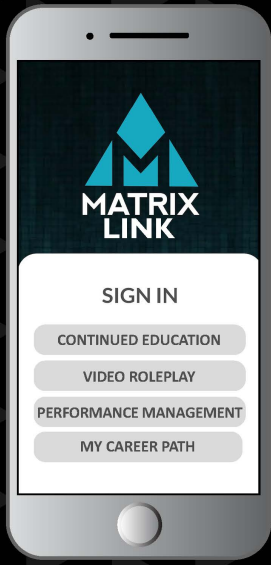 MATRIX
LINK
SIGN IN
CONTINUED EDUCATION
VIDEO ROLEPLAY
PERFORMANCE MANAGEMENT
MY CAREER PATH